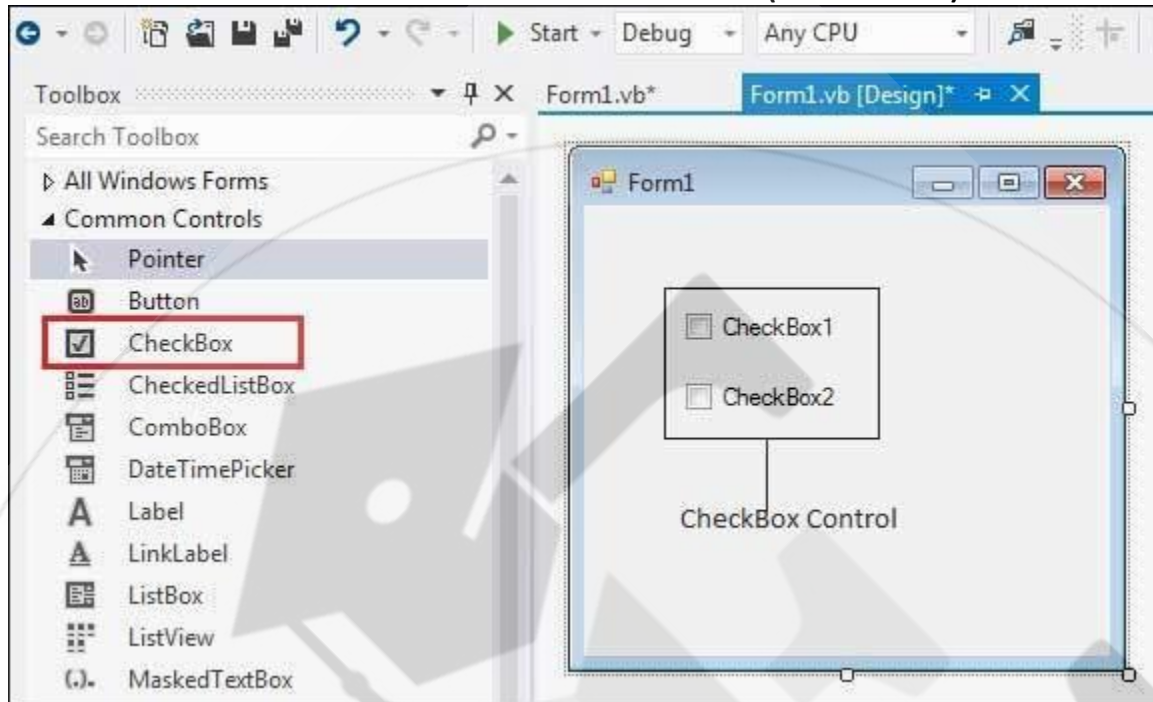 Start Debug Any CPU
Toolbox
Form1.vb* Form1.vb [Design]*
Search Toolbox
All Windows Forms
Common Controls
Pointer
Button
CheckBox
CheckedListBox
ComboBox
DateTimePicker
Label
LinkLabel
ListBox
ListView
MaskedTextBox
Form1
CheckBox1
CheckBox2
CheckBox Control